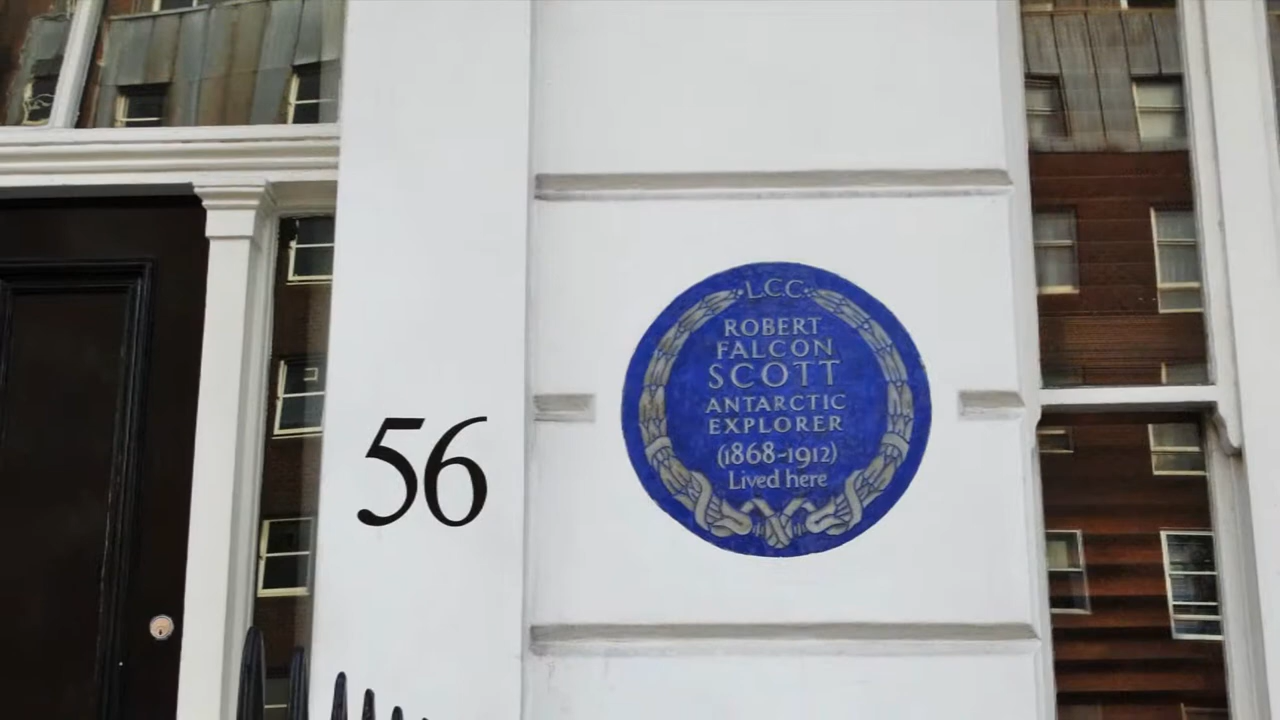 56
L.C.C.
ROBERT
FALCON
SCOTT
ANTARCTIC
EXPLORER
(1868-1912)
Lived here